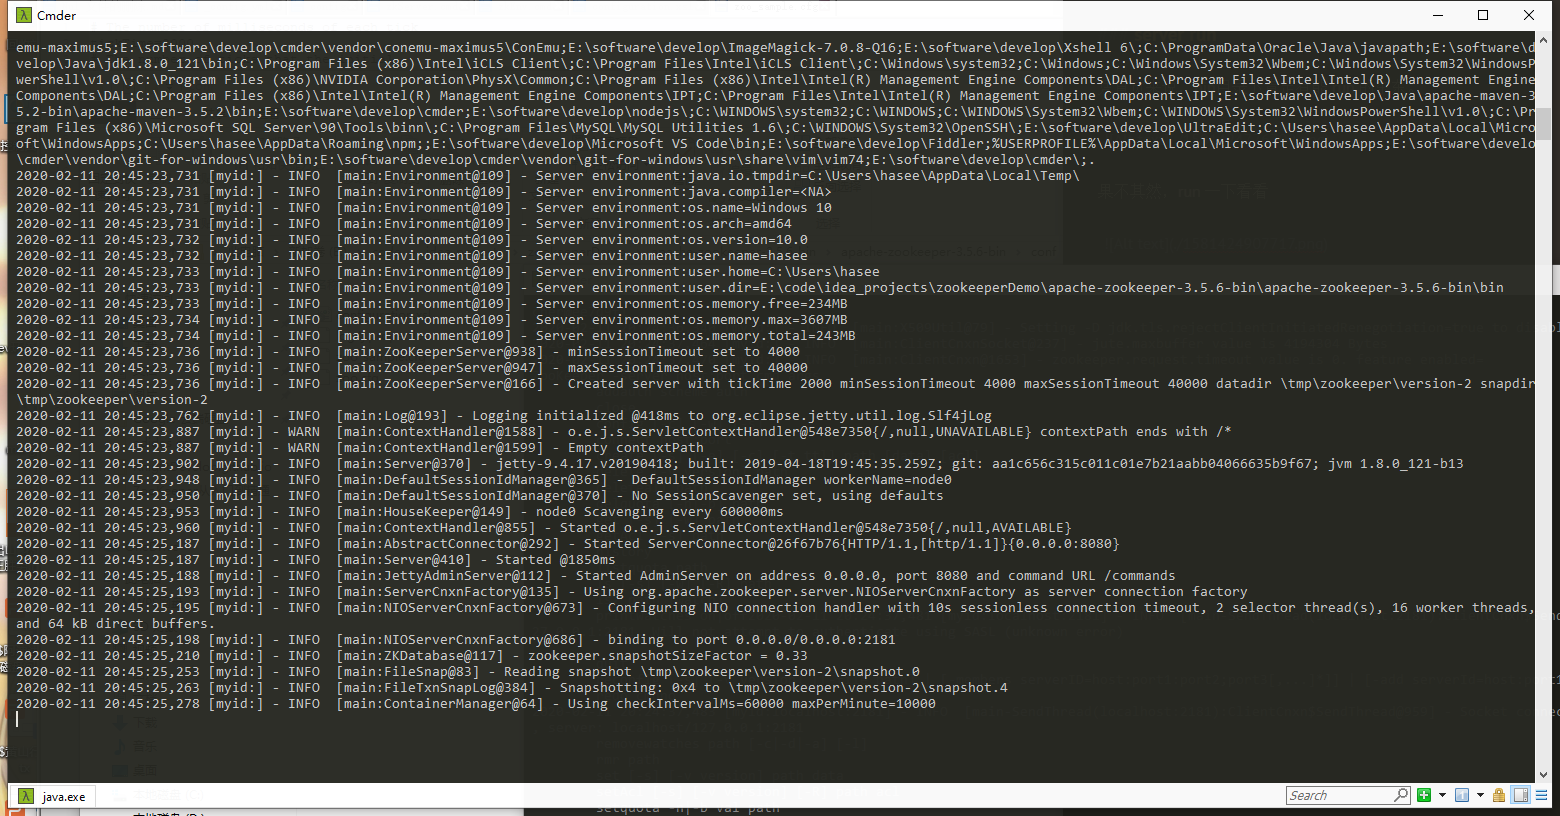 Cmder
emu-maximus5;E:\software\develop\cmder\vendor\conemu-maximus5\ConEmu;E:\software\develop\ImageMagick-7.0.8-Q16;E:\software\develop\Xshell 6\;C:\ProgramData\Oracle\Java\javapath;E:\software\d
velop\Java\jdk1.8.0_121\bin;C:\Program Files (x86)\Intel\iCLS Client\;C:\Program Files\Intel\iCLS Client\;C:\Windows\system32;C:\Windows;C:\Windows\System32\Wbem;C:\Windows\System32\WindowsP
werShell\v1.0\;C:\Program Files (x86)\NVIDIA Corporation\PhysX\Common;C:\Program Files (x86)\Intel\Intel(R) Management Engine Components\DAL;C:\Program Files\Intel\Intel(R) Management Engine
Components\DAL;C:\Program Files (x86)\Intel\Intel(R) Management Engine Components\IPT;C:\Program Files\Intel\Intel(R) Management Engine Components\IPT;E:\software\develop\Java\apache-maven-3
5.2-bin\apache-maven-3.5.2\bin;E:\software\develop\cmder;E:\software\develop\nodejs\;C:\WINDOWS\system32;C:\WINDOWS;C:\WINDOWS\System32\Wbem;C:\WINDOWS\System32\WindowsPowerShell\v1.0\;C:\Pr
gram Files (x86)\Microsoft SQL Server\90\Tools\binn\;C:\Program Files\MySQL\MySQL Utilities 1.6\;C:\WINDOWS\System32\OpenSSH\;E:\software\develop\UltraEdit;C:\Users\hasee\AppData\Local\Micro
oft\WindowsApps;C:\Users\hasee\AppData\Roaming\npm;;E:\software\develop\Microsoft VS Code\bin;E:\software\develop\Fiddler;%USERPROFILE%\AppData\Local\Microsoft\WindowsApps;E:\software\develo
\cmder\vendor\git-for-windows\usr\bin;E:\software\develop\cmder\vendor\git-for-windows\usr\share\vim\vim74;E:\software\develop\cmder\;.
2020-02-11 20:45:23,731 [myid:] - INFO  [main:Environment@109] - Server environment:java.io.tmpdir=C:\Users\hasee\AppData\Local\Temp\
2020-02-11 20:45:23,731 [myid:] - INFO  [main:Environment@109] - Server environment:java.compiler=<NA>
2020-02-11 20:45:23,731 [myid:] - INFO  [main:Environment@109] - Server environment:os.name=Windows 10
2020-02-11 20:45:23,731 [myid:] - INFO  [main:Environment@109] - Server environment:os.arch=amd64
2020-02-11 20:45:23,732 [myid:] - INFO  [main:Environment@109] - Server environment:os.version=10.0
2020-02-11 20:45:23,732 [myid:] - INFO  [main:Environment@109] - Server environment:user.name=hasee
2020-02-11 20:45:23,733 [myid:] - INFO  [main:Environment@109] - Server environment:user.home=C:\Users\hasee
2020-02-11 20:45:23,733 [myid:] - INFO  [main:Environment@109] - Server environment:user.dir=E:\code\idea_projects\zookeeperDemo\apache-zookeeper-3.5.6-bin\apache-zookeeper-3.5.6-bin\bin
2020-02-11 20:45:23,733 [myid:] - INFO  [main:Environment@109] - Server environment:os.memory.free=234MB
2020-02-11 20:45:23,734 [myid:] - INFO  [main:Environment@109] - Server environment:os.memory.max=3607MB
2020-02-11 20:45:23,734 [myid:] - INFO  [main:Environment@109] - Server environment:os.memory.total=243MB
2020-02-11 20:45:23,736 [myid:] - INFO  [main:ZooKeeperServer@938] - minSessionTimeout set to 4000
2020-02-11 20:45:23,736 [myid:] - INFO  [main:ZooKeeperServer@947] - maxSessionTimeout set to 40000
2020-02-11 20:45:23,736 [myid:] - INFO  [main:ZooKeeperServer@166] - Created server with tickTime 2000 minSessionTimeout 4000 maxSessionTimeout 40000 datadir \tmp\zookeeper\version-2 snapdir
\tmp\zookeeper\version-2
2020-02-11 20:45:23,762 [myid:] - INFO  [main:Log@193] - Logging initialized @418ms to org.eclipse.jetty.util.log.Slf4jLog
2020-02-11 20:45:23,887 [myid:] - WARN  [main:ContextHandler@1588] - o.e.j.s.ServletContextHandler@548e7350{/,null,UNAVAILABLE} contextPath ends with /*
2020-02-11 20:45:23,887 [myid:] - WARN  [main:ContextHandler@1599] - Empty contextPath
2020-02-11 20:45:23,902 [myid:] - INFO  [main:Server@370] - jetty-9.4.17.v20190418; built: 2019-04-18T19:45:35.259Z; git: aa1c656c315c011c01e7b21aabb04066635b9f67; jvm 1.8.0_121-b13
2020-02-11 20:45:23,948 [myid:] - INFO  [main:DefaultSessionIdManager@365] - DefaultSessionIdManager workerName=node0
2020-02-11 20:45:23,950 [myid:] - INFO  [main:DefaultSessionIdManager@370] - No SessionScavenger set, using defaults
2020-02-11 20:45:23,953 [myid:] - INFO  [main:HouseKeeper@149] - node0 Scavenging every 600000ms
2020-02-11 20:45:23,960 [myid:] - INFO  [main:ContextHandler@855] - Started o.e.j.s.ServletContextHandler@548e7350{/,null,AVAILABLE}
2020-02-11 20:45:25,187 [myid:] - INFO  [main:AbstractConnector@292] - Started ServerConnector@26f67b76{HTTP/1.1,[http/1.1]}{0.0.0.0:8080}
2020-02-11 20:45:25,187 [myid:] - INFO  [main:Server@410] - Started @1850ms
2020-02-11 20:45:25,188 [myid:] - INFO  [main:JettyAdminServer@112] - Started AdminServer on address 0.0.0.0, port 8080 and command URL /commands
2020-02-11 20:45:25,193 [myid:] - INFO  [main:ServerCnxnFactory@135] - Using org.apache.zookeeper.server.NIOServerCnxnFactory as server connection factory
2020-02-11 20:45:25,195 [myid:] - INFO  [main:NIOServerCnxnFactory@673] - Configuring NIO connection handler with 10s sessionless connection timeout, 2 selector thread(s), 16 worker threads,
and 64 kB direct buffers.
2020-02-11 20:45:25,198 [myid:] - INFO  [main:NIOServerCnxnFactory@686] - binding to port 0.0.0.0/0.0.0.0:2181
2020-02-11 20:45:25,210 [myid:] - INFO  [main:ZKDatabase@117] - zookeeper.snapshotSizeFactor = 0.33
2020-02-11 20:45:25,253 [myid:] - INFO  [main:FileSnap@83] - Reading snapshot \tmp\zookeeper\version-2\snapshot.0
2020-02-11 20:45:25,263 [myid:] - INFO  [main:FileTxnSnapLog@384] - Snapshotting: 0x4 to \tmp\zookeeper\version-2\snapshot.4
2020-02-11 20:45:25,278 [myid:] - INFO  [main:ContainerManager@64] - Using checkIntervalMs=60000 maxPerMinute=10000
java.exe
Search